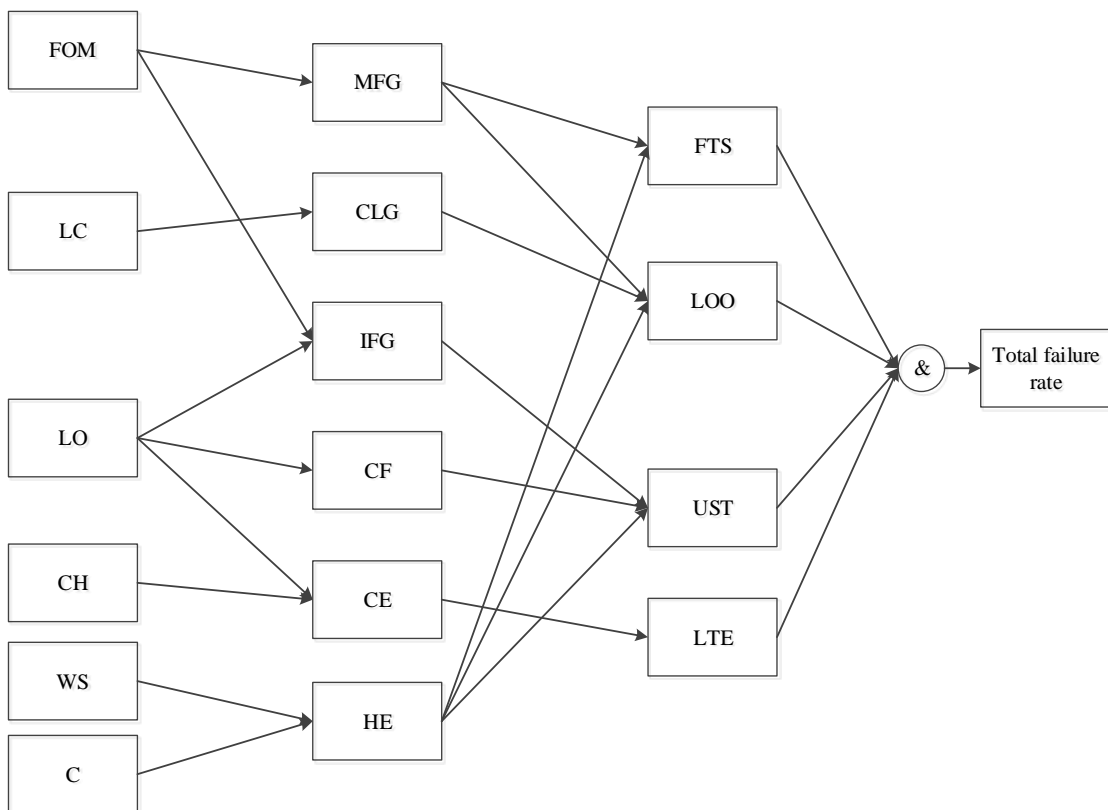 FOM
LC
LO
CH
WS
C
MFG
CLG
IFG
CF
CE
HE
FTS
LOO
UST
LTE
&
Total failure
rate